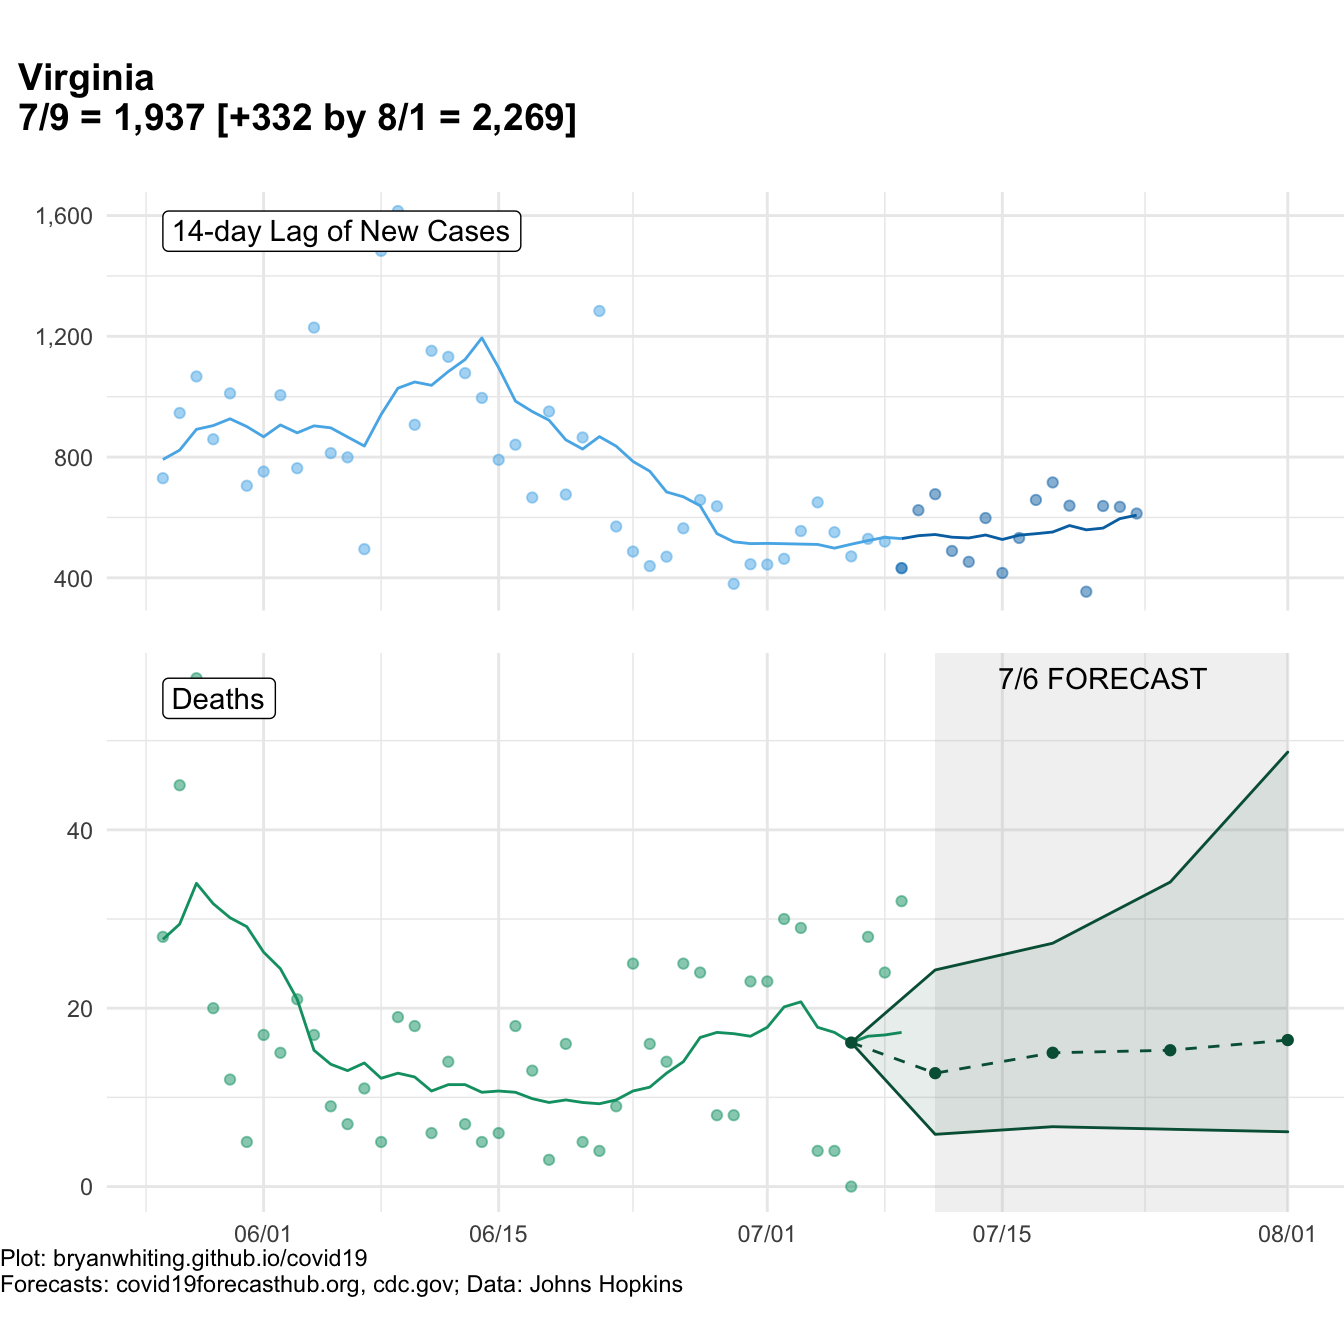 Virginia
7/9 = 1,937 [+332 by 8/1 = 2,269]
1,600
14-day Lag of New Cases
1,200
800
400
Deaths
7/6 FORECAST
40
20
0
06/01 06/15 07/01 07/15 08/01
Plot: bryanwhiting.github.io/covid19
Forecasts: covid19forecasthub.org, cdc.gov; Data: Johns Hopkins